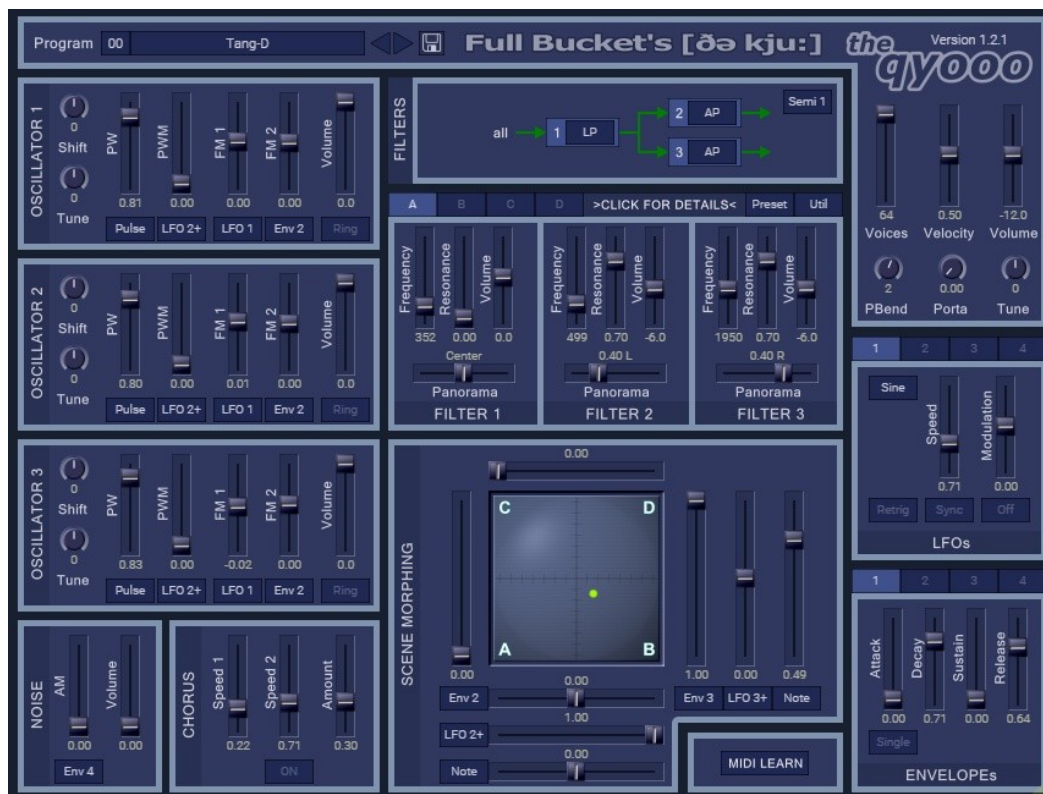 Program 00 Tang-D Full Bucket's [ðə kju:] the qyooo Version 1.2.1
OSCILLATOR 1
0
Shift
0
Tune
PW PWM FM 1 FM 2 Volume
0.81 0.00 0.00 0.00 0.0
Pulse LFO 2+ LFO 1 Env 2 Ring
OSCILLATOR 2
0
Shift
0
Tune
PW PWM FM 1 FM 2 Volume
0.80 0.00 0.01 0.00 0.0
Pulse LFO 2+ LFO 1 Env 2 Ring
OSCILLATOR 3
0
Shift
0
Tune
PW PWM FM 1 FM 2 Volume
0.83 0.00 -0.02 0.00 0.0
Pulse LFO 2+ LFO 1 Env 2 Ring
NOISE
AM Volume
0.00 0.00
Env 4
CHORUS
Speed 1 Speed 2 Amount
0.22 0.71 0.30
ON
FILTERS
all 1 LP 2 AP Semi 1
3 AP
A B C D >CLICK FOR DETAILS< Preset Util
Frequency Resonance Volume
352 0.00 0.0
Center
Panorama
FILTER 1
Frequency Resonance Volume
499 0.70 -6.0
0.40 L
Panorama
FILTER 2
Frequency Resonance Volume
1950 0.70 -6.0
0.40 R
Panorama
FILTER 3
SCENE MORPHING
0.00
C D
A B
0.00 1.00 0.00 0.49
Env 2 0.00 Env 3 LFO 3+ Note
1.00
LFO 2+
0.00
Note
MIDI LEARN
64 0.50 -12.0
Voices Velocity Volume
2 0.00 0
PBend Porta Tune
1 2 3 4
Sine
Speed Modulation
0.71 0.00
Retrig Sync Off
LFOs
1 2 3 4
Attack Decay Sustain Release
0.00 0.71 0.00 0.64
Single
ENVELOPEs